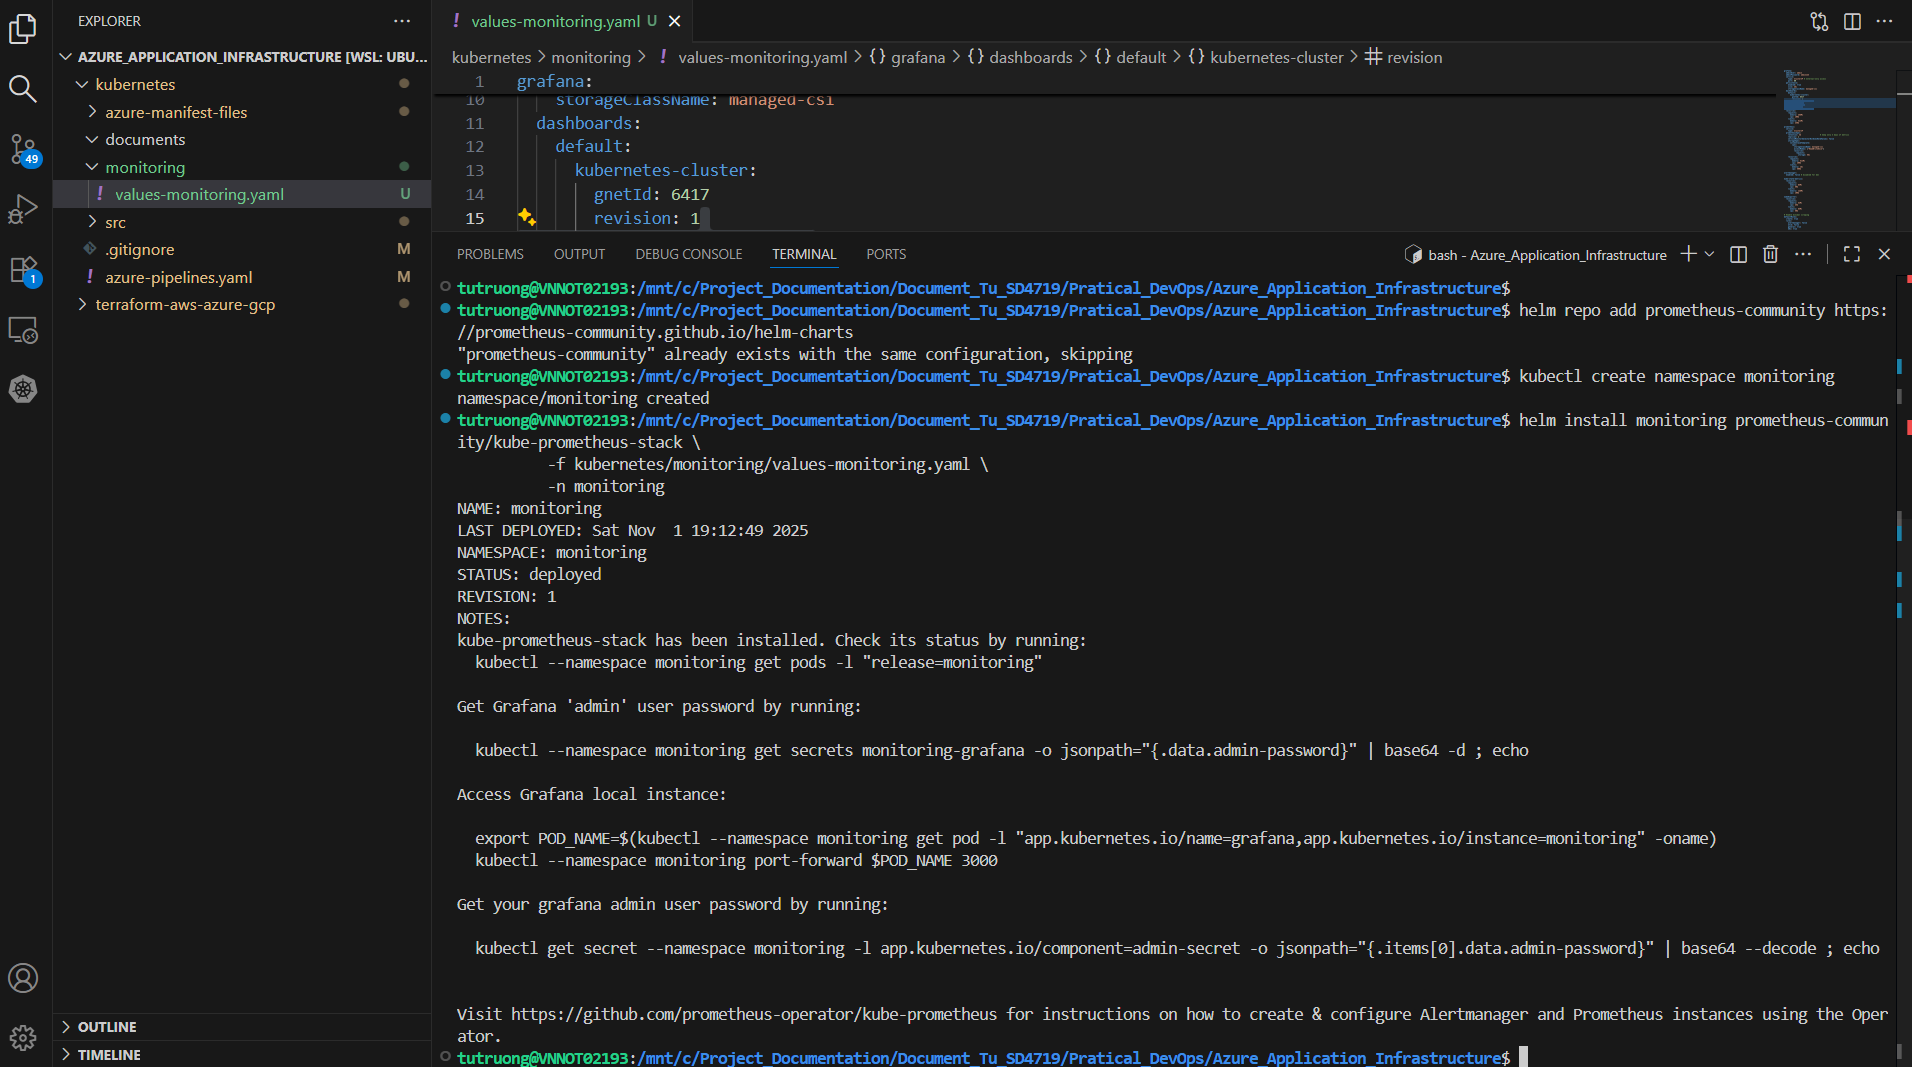 EXPLORER
AZURE_APPLICATION_INFRASTRUCTURE [WSL: UBU...
kubernetes
azure-manifest-files
documents
monitoring
! values-monitoring.yaml U
src
.gitignore M
! azure-pipelines.yaml M
terraform-aws-azure-gcp
OUTLINE
TIMELINE
49
1
! values-monitoring.yaml U
kubernetes > monitoring > ! values-monitoring.yaml > {} grafana > {} dashboards > {} default > {} kubernetes-cluster > # revision
1 grafana:
10 storageClassName: managed-csi
11 dashboards:
12 default:
13 kubernetes-cluster:
14 gnetId: 6417
15 revision: 1
PROBLEMS OUTPUT DEBUG CONSOLE TERMINAL PORTS
bash - Azure_Application_Infrastructure
tutruong@VNNOT02193:/mnt/c/Project_Documentation/Document_Tu_SD4719/Pratical_DevOps/Azure_Application_Infrastructure$
tutruong@VNNOT02193:/mnt/c/Project_Documentation/Document_Tu_SD4719/Pratical_DevOps/Azure_Application_Infrastructure$ helm repo add prometheus-community https:
//prometheus-community.github.io/helm-charts
"prometheus-community" already exists with the same configuration, skipping
tutruong@VNNOT02193:/mnt/c/Project_Documentation/Document_Tu_SD4719/Pratical_DevOps/Azure_Application_Infrastructure$ kubectl create namespace monitoring
namespace/monitoring created
tutruong@VNNOT02193:/mnt/c/Project_Documentation/Document_Tu_SD4719/Pratical_DevOps/Azure_Application_Infrastructure$ helm install monitoring prometheus-commun
ity/kube-prometheus-stack \
-f kubernetes/monitoring/values-monitoring.yaml \
-n monitoring
NAME: monitoring
LAST DEPLOYED: Sat Nov  1 19:12:49 2025
NAMESPACE: monitoring
STATUS: deployed
REVISION: 1
NOTES:
kube-prometheus-stack has been installed. Check its status by running:
kubectl --namespace monitoring get pods -l "release=monitoring"
Get Grafana 'admin' user password by running:
kubectl --namespace monitoring get secrets monitoring-grafana -o jsonpath="{.data.admin-password}" | base64 -d ; echo
Access Grafana local instance:
export POD_NAME=$(kubectl --namespace monitoring get pod -l "app.kubernetes.io/name=grafana,app.kubernetes.io/instance=monitoring" -oname)
kubectl --namespace monitoring port-forward $POD_NAME 3000
Get your grafana admin user password by running:
kubectl get secret --namespace monitoring -l app.kubernetes.io/component=admin-secret -o jsonpath="{.items[0].data.admin-password}" | base64 --decode ; echo
Visit https://github.com/prometheus-operator/kube-prometheus for instructions on how to create & configure Alertmanager and Prometheus instances using the Oper
ator.
tutruong@VNNOT02193:/mnt/c/Project_Documentation/Document_Tu_SD4719/Pratical_DevOps/Azure_Application_Infrastructure$